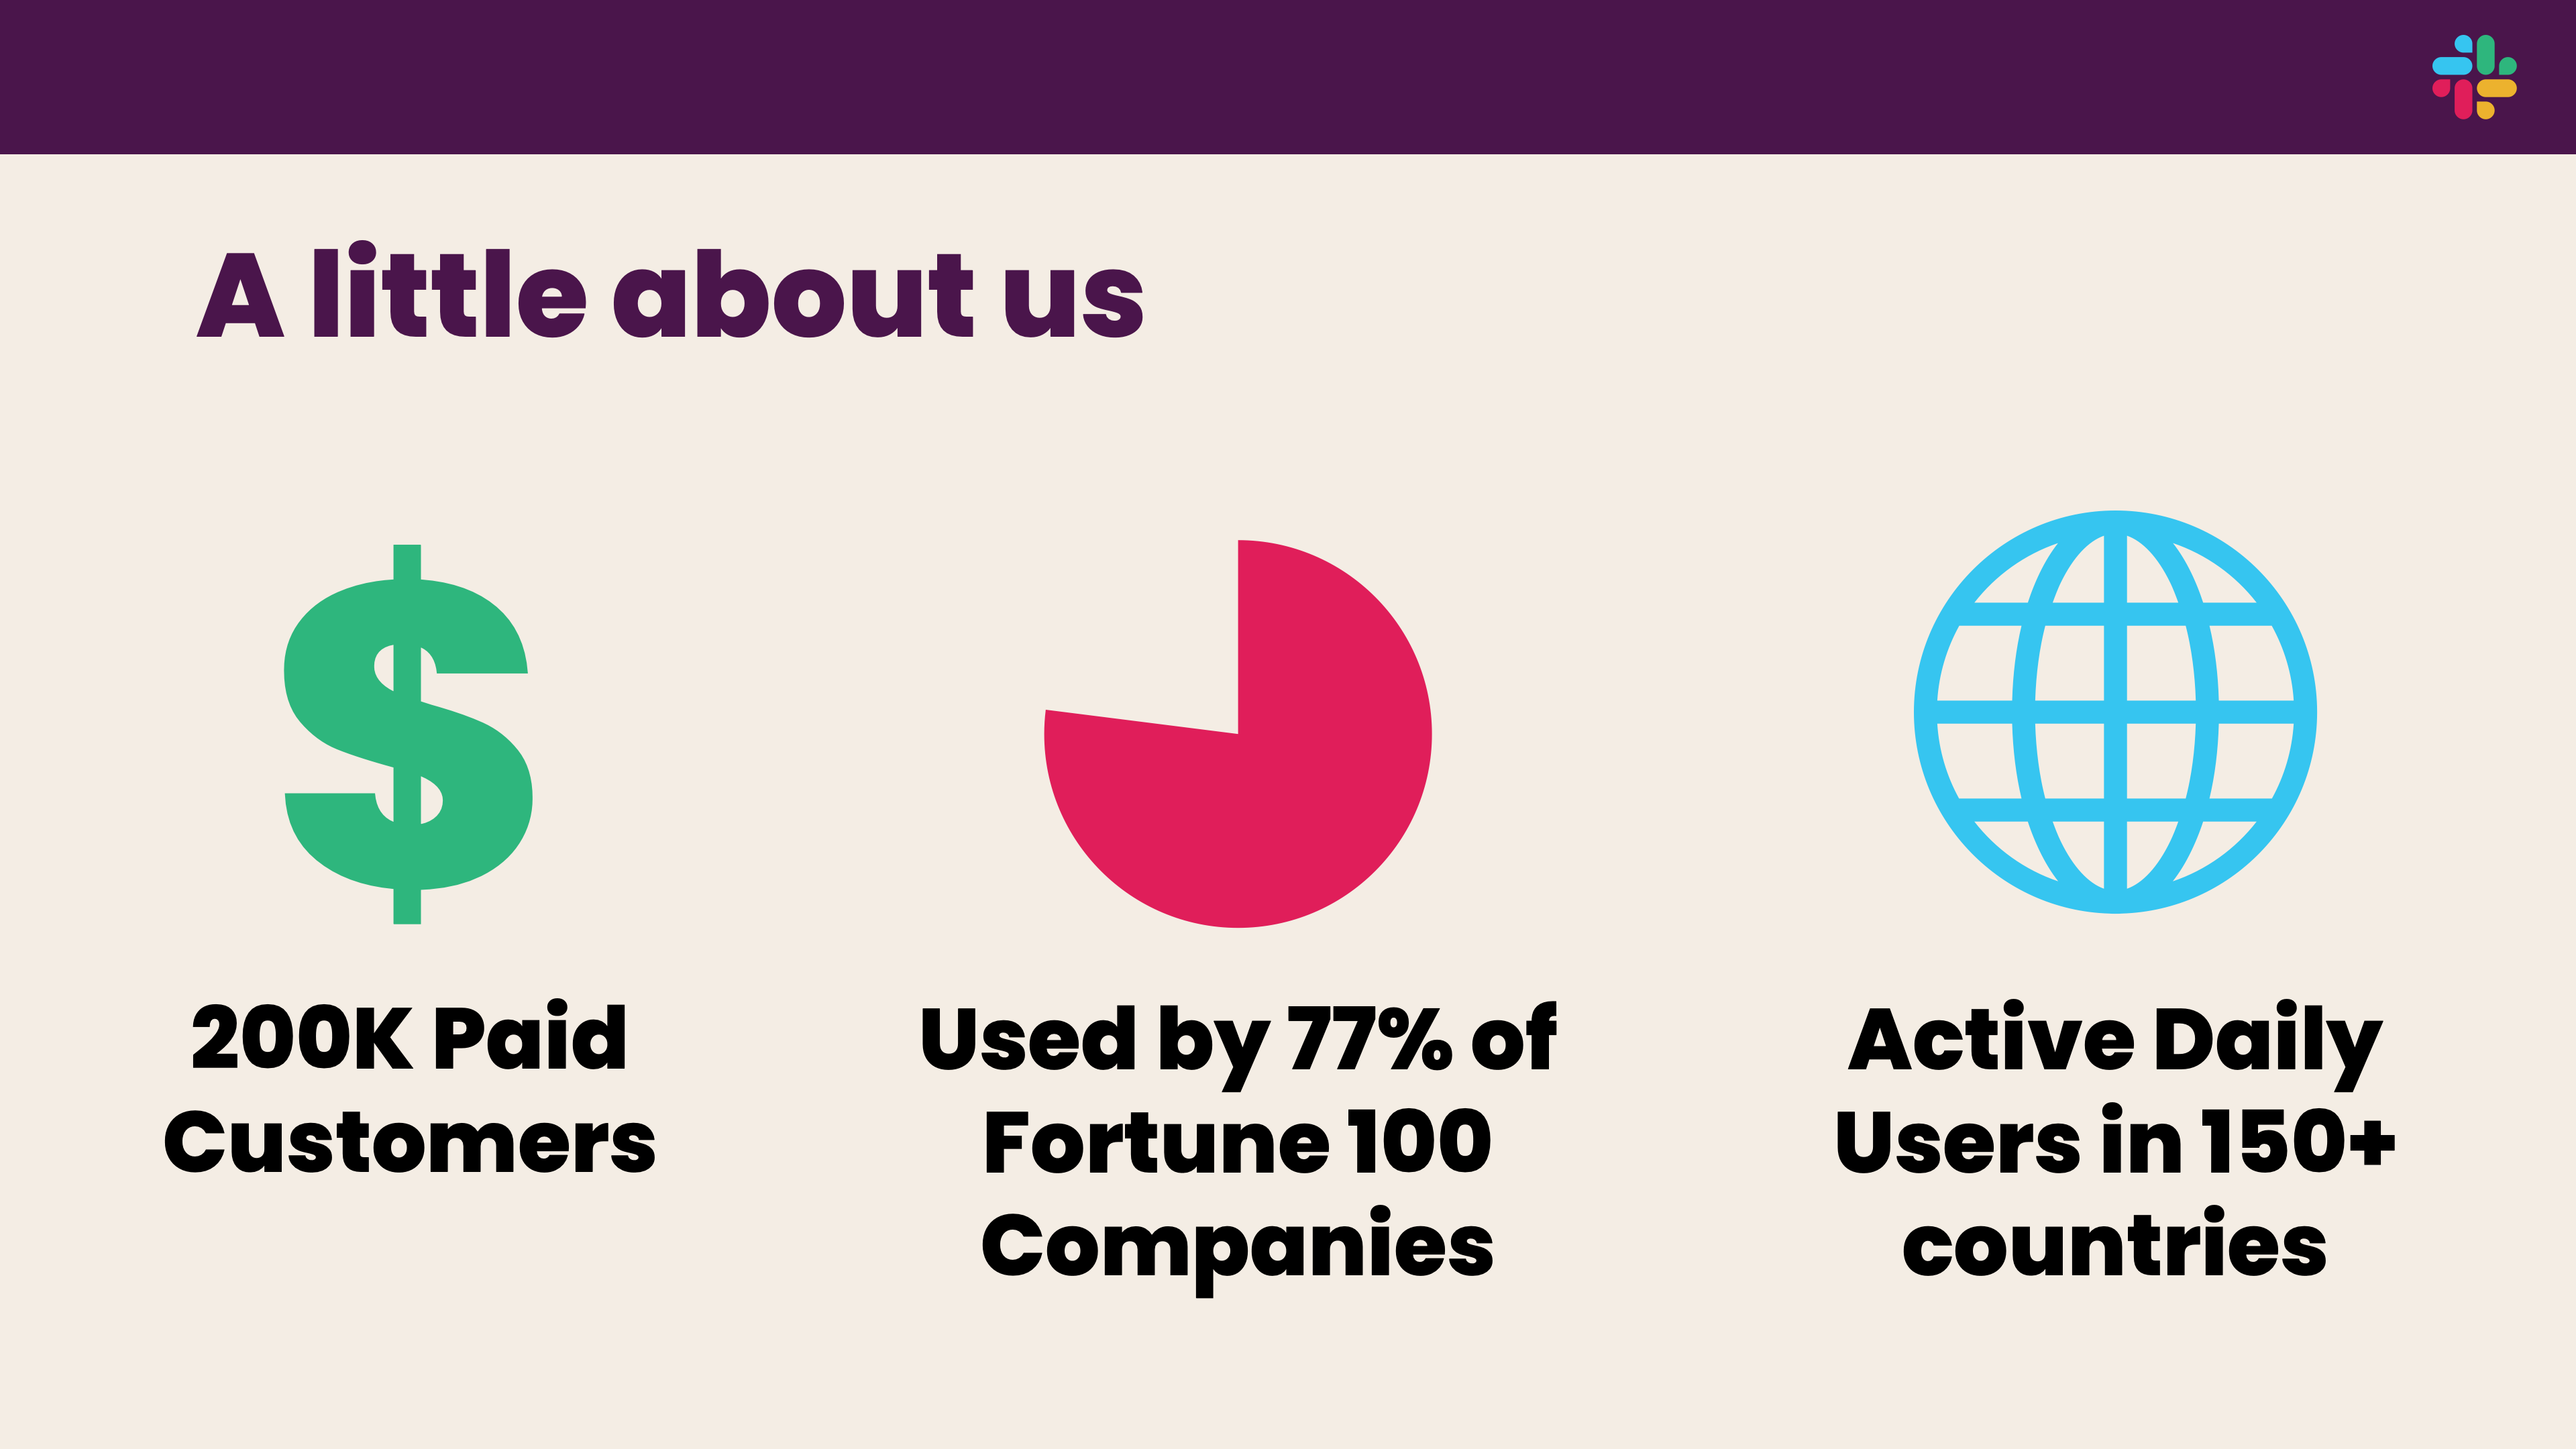 A little about us
200K Paid
Customers
Used by 77% of
Fortune 100
Companies
Active Daily
Users in 150+
countries